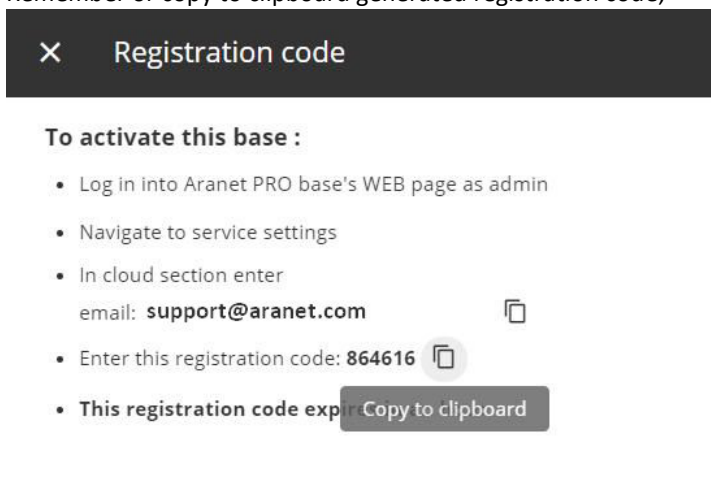 Remember or copy to clipboard generated registration code;
Registration code
To activate this base :
Log in into Aranet PRO base's WEB page as admin
Navigate to service settings
In cloud section enter
email: support@aranet.com
Enter this registration code: 864616
This registration code Copy to clipboard